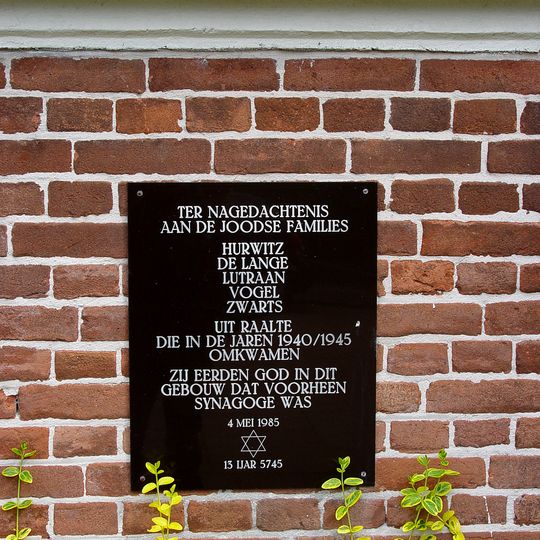 TER NAGEDACHTENIS
AAN DE JOODSE FAMILIES
HURWITZ
DE LANGE
LUTRAAN
VOGEL
ZWARTS
UIT RAALTE
DIE IN DE JAREN 1940/1945
OMKWAMEN
ZIJ EERDEN GOD IN DIT
GEBOUW DAT VOORHEEN
SYNAGOGE WAS
4 MEI 1985
13 IJAR 5745